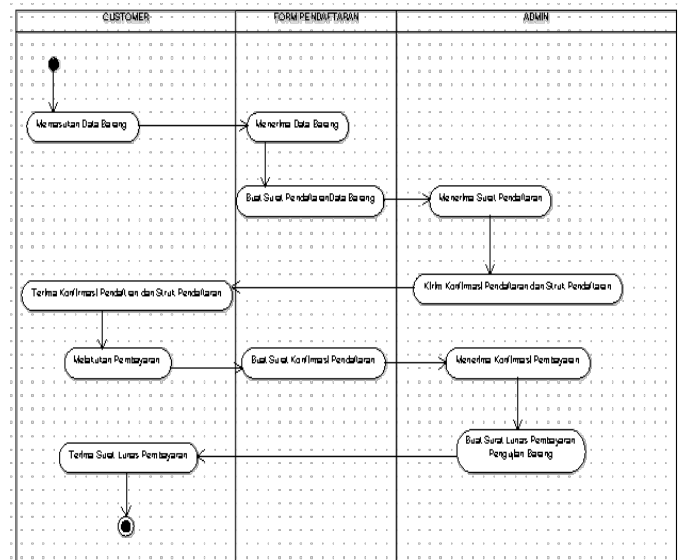 CUSTOMER
FORM PENDAFTARAN
ADMIN
Memasukan Data Barang
Menerima Data Barang
Buat Surat PendaftaranData Barang
Menerima Surat Pendaftaran
Terima Konfirmasi Pendaftran dan Struk Pendaftaran
Kirim Konfirmasi Pendaftaran dan Struk Pendaftaran
Melakukan Pembayaran
Buat Surat Konfirmasi Pendaftaran
Menerima Konfirmasi Pembayaran
Terima Surat Lunas Pembayaran
Buat Surat Lunas Pembayaran
Pengujian Barang